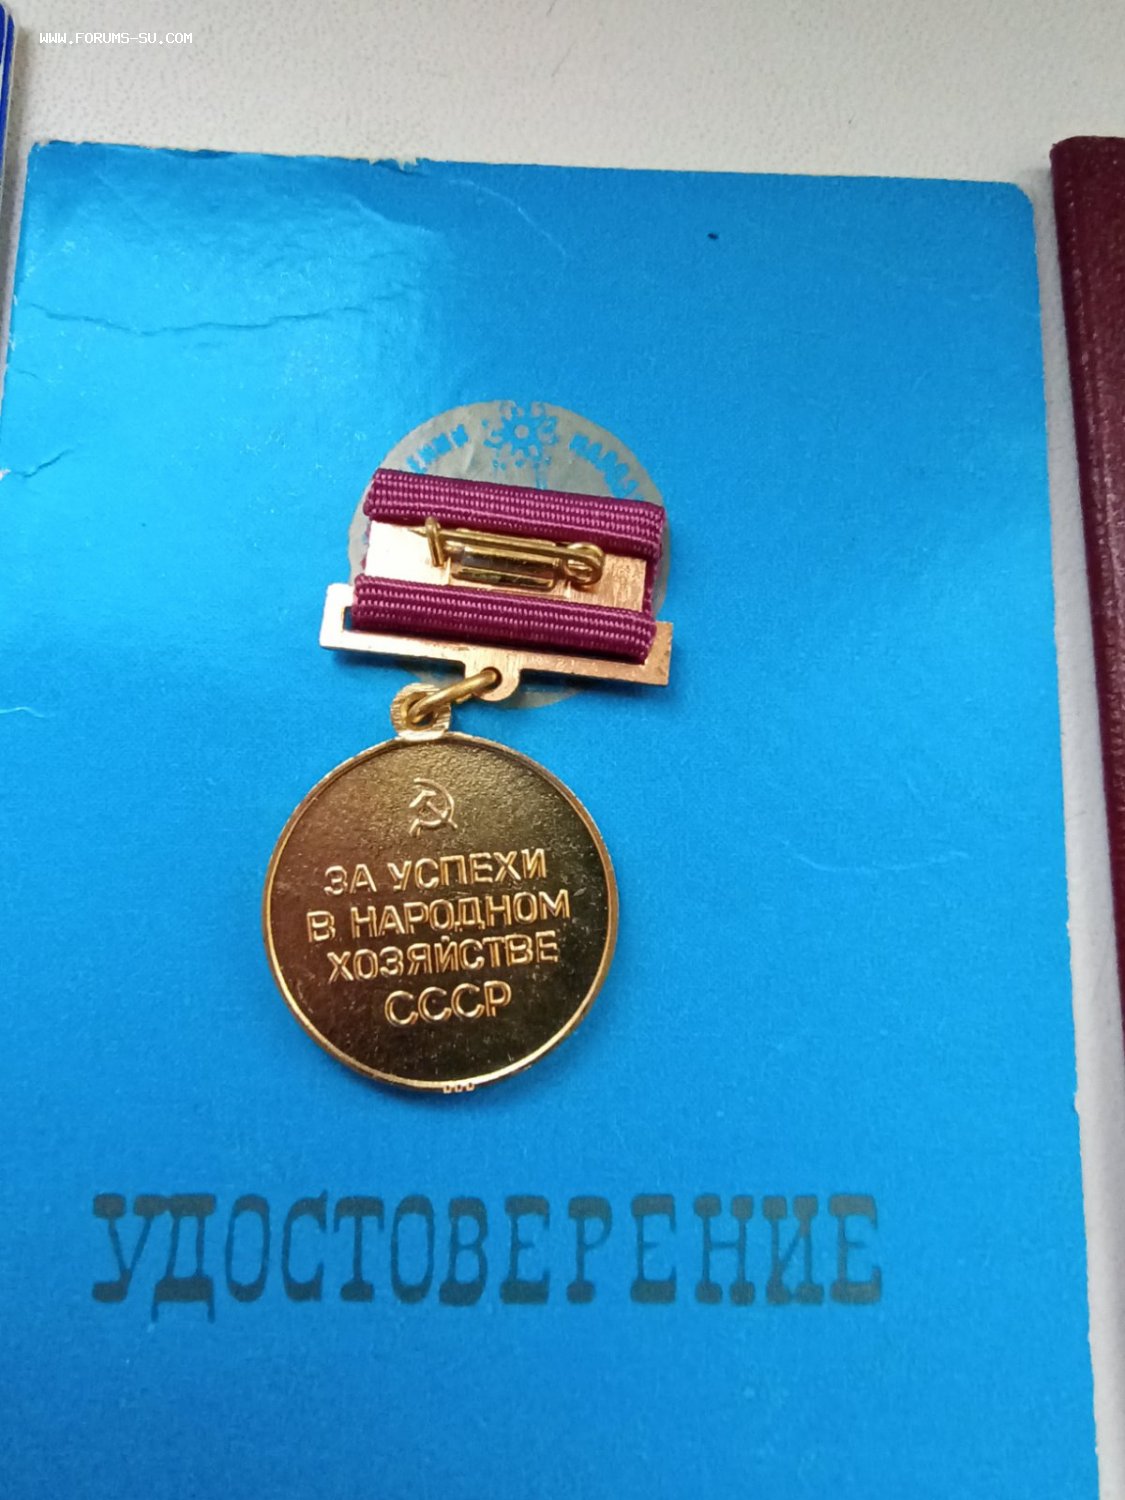 WWW.FORUMS-SU.COM
ЗА УСПЕХИ
В НАРОДНОМ
ХОЗЯЙСТВЕ
СССР
УДОСТОВЕРЕНИЕ